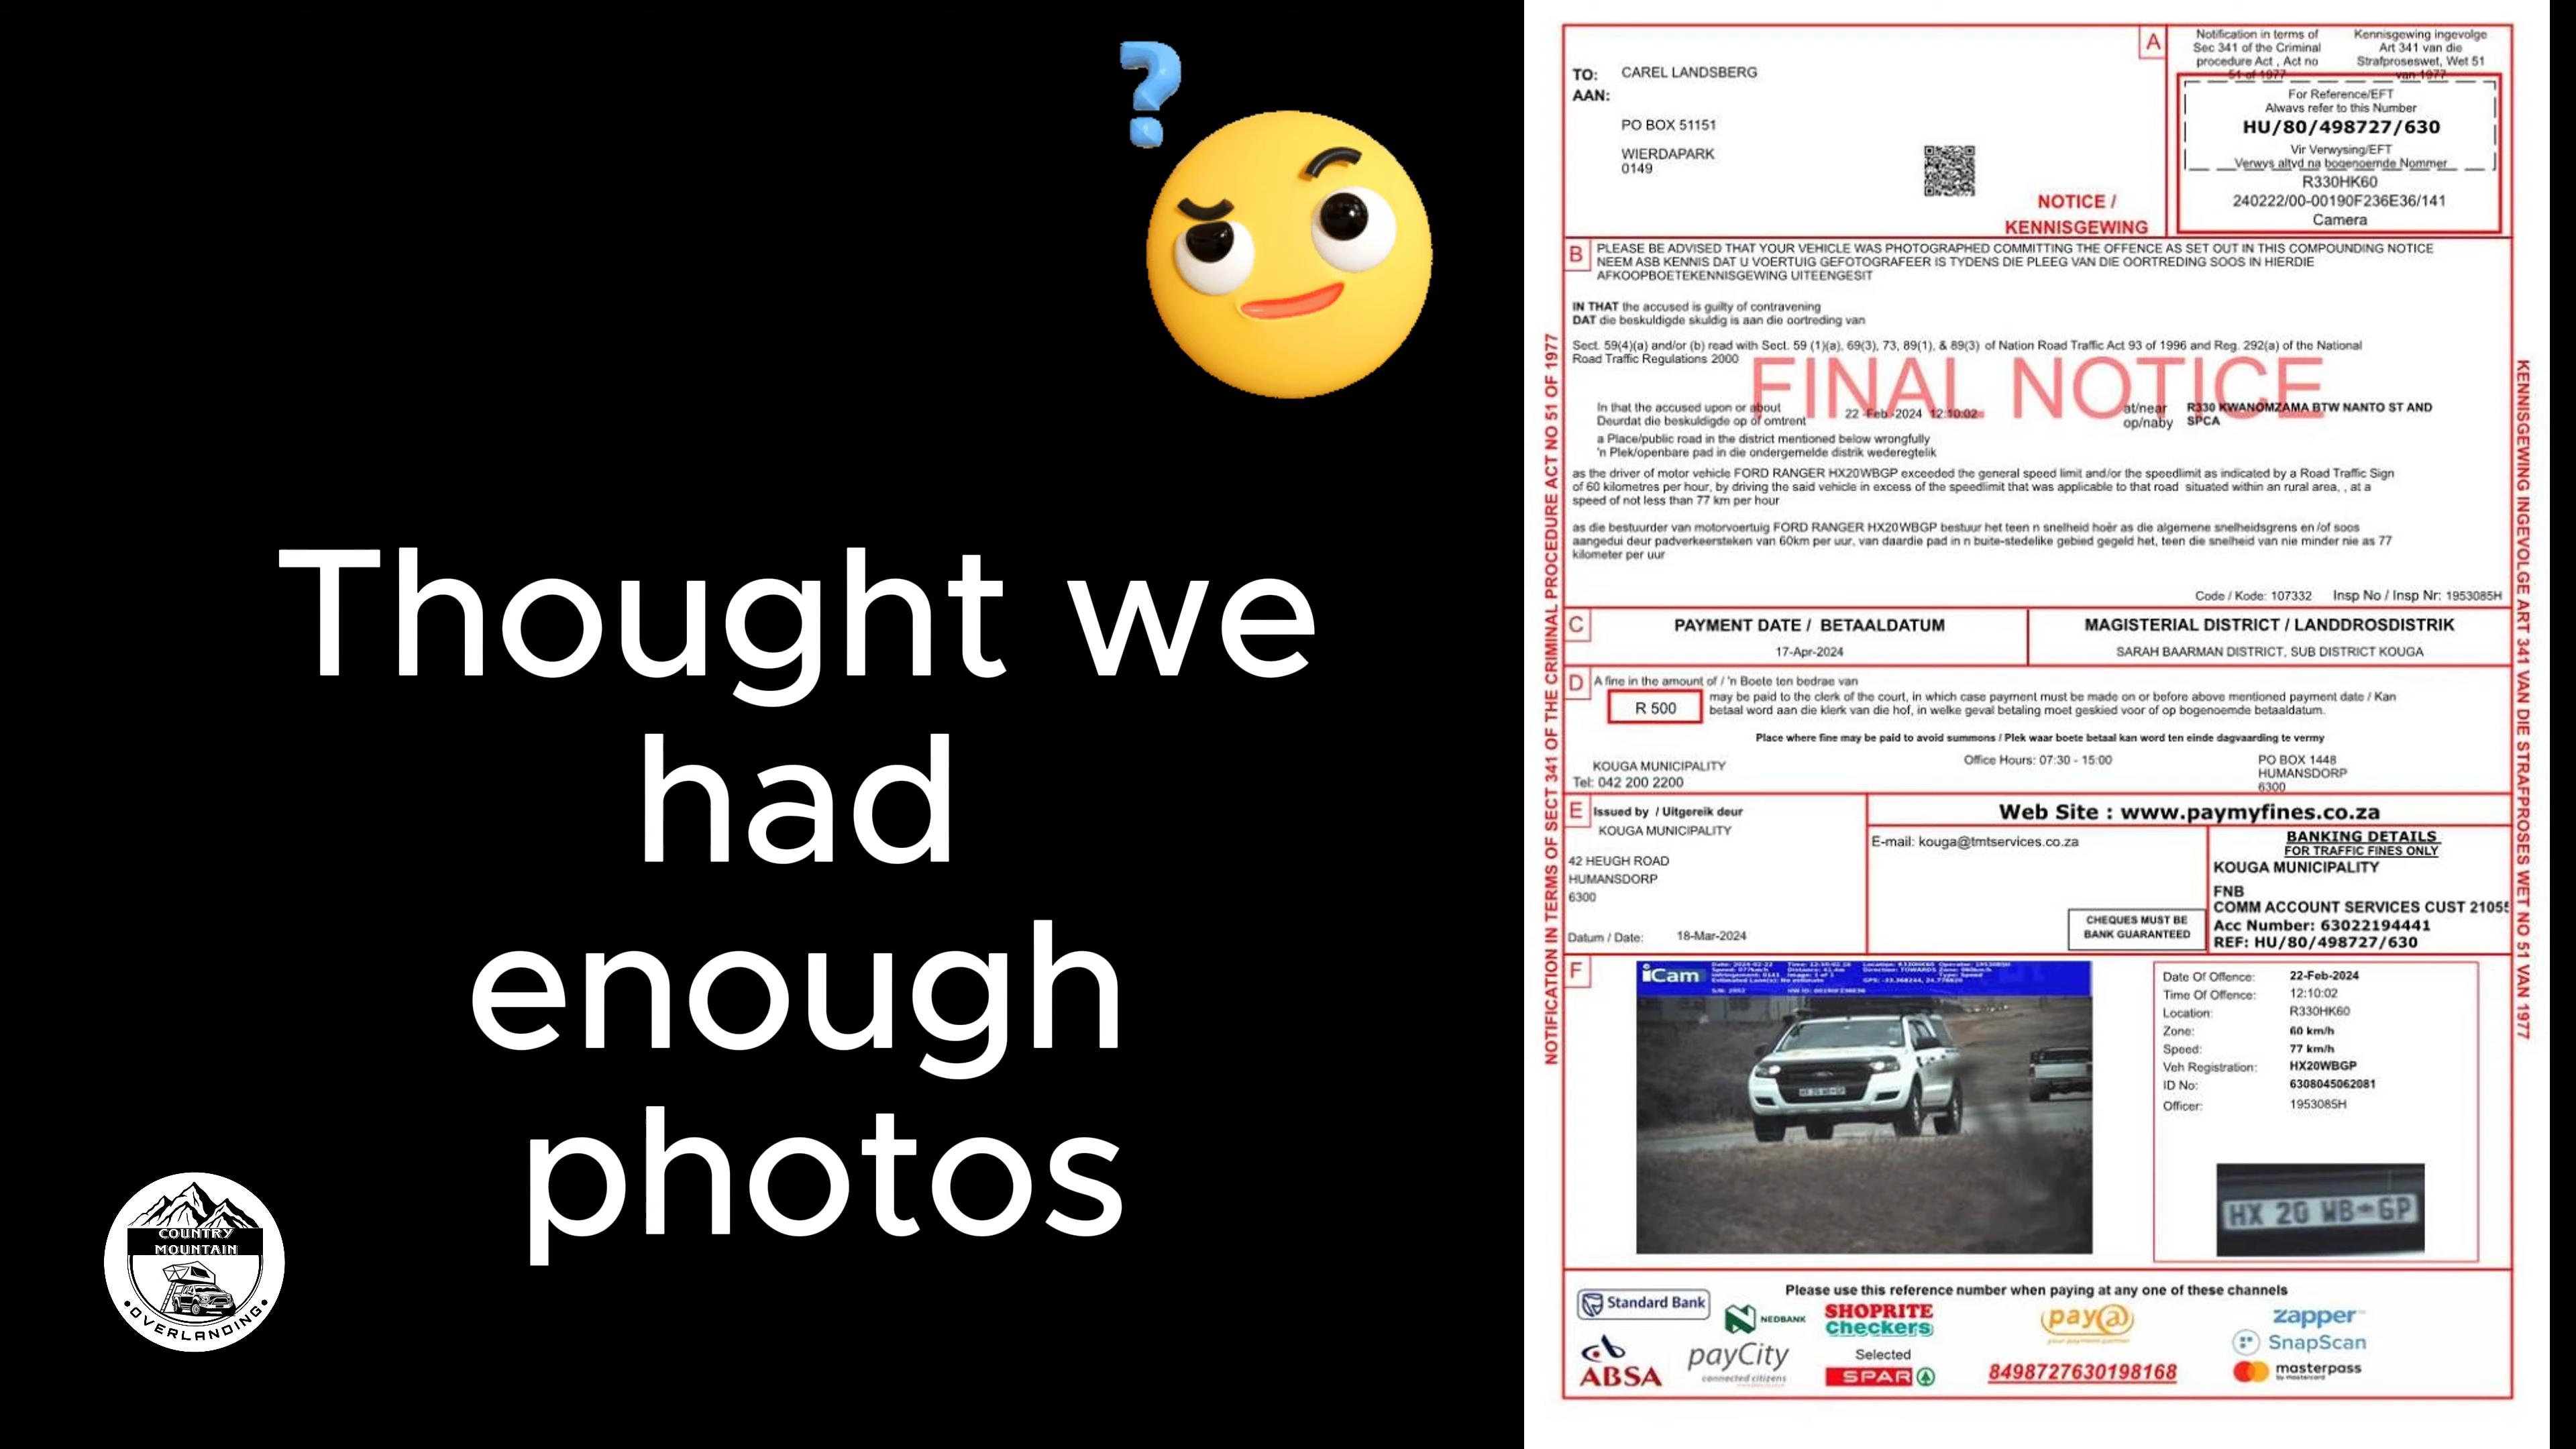 Thought we
had
enough
photos
COUNTRY
MOUNTAIN
OVERLANDING
NOTIFICATION IN TERMS OF SECT 341 OF THE CRIMINAL PROCEDURE ACT NO 51 OF 1977
A
TO: CAREL LANDSBERG
AAN:
PO BOX 51151
WIERDAPARK
0149
NOTICE /
KENNISGEWING
Notification in terms of
Sec 341 of the Criminal
procedure Act , Act no
51 of 1977
Kennisgewing ingevolge
Art 341 van die
Strafproseswet, Wet 51
van 1977
For Reference/EFT
Always refer to this Number
HU/80/498727/630
Vir Verwysing/EFT
Verwys altyd na bogenoemde Nommer
R330HK60
240222/00-00190F236E36/141
Camera
B
PLEASE BE ADVISED THAT YOUR VEHICLE WAS PHOTOGRAPHED COMMITTING THE OFFENCE AS SET OUT IN THIS COMPOUNDING NOTICE
NEEM ASB KENNIS DAT U VOERTUIG GEFOTOGRAFEER IS TYDENS DIE PLEEG VAN DIE OORTREDING SOOS IN HIERDIE
AFKOOPBOETEKENNISGEWING UITEENGESIT
IN THAT the accused is guilty of contravening
DAT die beskuldigde skuldig is aan die oortreding van
Sect. 59(4)(a) and/or (b) read with Sect. 59 (1)(a), 69(3), 73, 89(1), & 89(3) of Nation Road Traffic Act 93 of 1996 and Reg. 292(a) of the National
Road Traffic Regulations 2000
FINAL NOTICE
In that the accused upon or about
Deurdat die beskuldigde op of omtrent
22 -Feb -2024 12:10:02
at/near
op/naby
R330 KWANOMZAMA BTW NANTO ST AND
SPCA
a Place/public road in the district mentioned below wrongfully
'n Plek/openbare pad in die ondergemelde distrik wederegtelik
as the driver of motor vehicle FORD RANGER HX20WBGP exceeded the general speed limit and/or the speedlimit as indicated by a Road Traffic Sign
of 60 kilometres per hour, by driving the said vehicle in excess of the speedlimit that was applicable to that road situated within an rural area, , at a
speed of not less than 77 km per hour
as die bestuurder van motorvoertuig FORD RANGER HX20WBGP bestuur het teen n snelheid hoër as die algemene snelheidsgrens en /of soos
aangedui deur padverkeersteken van 60km per uur, van daardie pad in n buite-stedelike gebied gegeld het, teen die snelheid van nie minder nie as 77
kilometer per uur
Code / Kode: 107332 Insp No / Insp Nr: 1953085H
C
PAYMENT DATE / BETAALDATUM
17-Apr-2024
MAGISTERIAL DISTRICT / LANDDROSDISTRIK
SARAH BAARMAN DISTRICT, SUB DISTRICT KOUGA
D
A fine in the amount of / 'n Boete ten bedrae van
R 500
may be paid to the clerk of the court, in which case payment must be made on or before above mentioned payment date / Kan
betaal word aan die klerk van die hof, in welke geval betaling moet geskied voor of op bogenoemde betaaldatum.
Place where fine may be paid to avoid summons / Plek waar boete betaal kan word ten einde dagvaarding te vermy
KOUGA MUNICIPALITY
Tel: 042 200 2200
Office Hours: 07:30 - 15:00
PO BOX 1448
HUMANSDORP
6300
E
Issued by / Uitgereik deur
KOUGA MUNICIPALITY
42 HEUGH ROAD
HUMANSDORP
6300
Datum / Date: 18-Mar-2024
Web Site : www.paymyfines.co.za
E-mail: kouga@tmtservices.co.za
CHEQUES MUST BE
BANK GUARANTEED
BANKING DETAILS
FOR TRAFFIC FINES ONLY
KOUGA MUNICIPALITY
FNB
COMM ACCOUNT SERVICES CUST 21055
Acc Number: 63022194441
REF: HU/80/498727/630
F
iCam
Date Of Offence: 22-Feb-2024
Time Of Offence: 12:10:02
Location: R330HK60
Zone: 60 km/h
Speed: 77 km/h
Veh Registration: HX20WBGP
ID No: 6308045062081
Officer: 1953085H
HX 20 WB GP
Please use this reference number when paying at any one of these channels
Standard Bank
NEDBANK
SHOPRITE
Checkers
pay@
your payment partner
zapper
SnapScan
ABSA
payCity
connected citizens
Selected
SPAR
8498727630198168
masterpass
by mastercard
KENNISGEWING INGEVOLGE ART 341 VAN DIE STRAFPROSES WET NO 51 VAN 1977